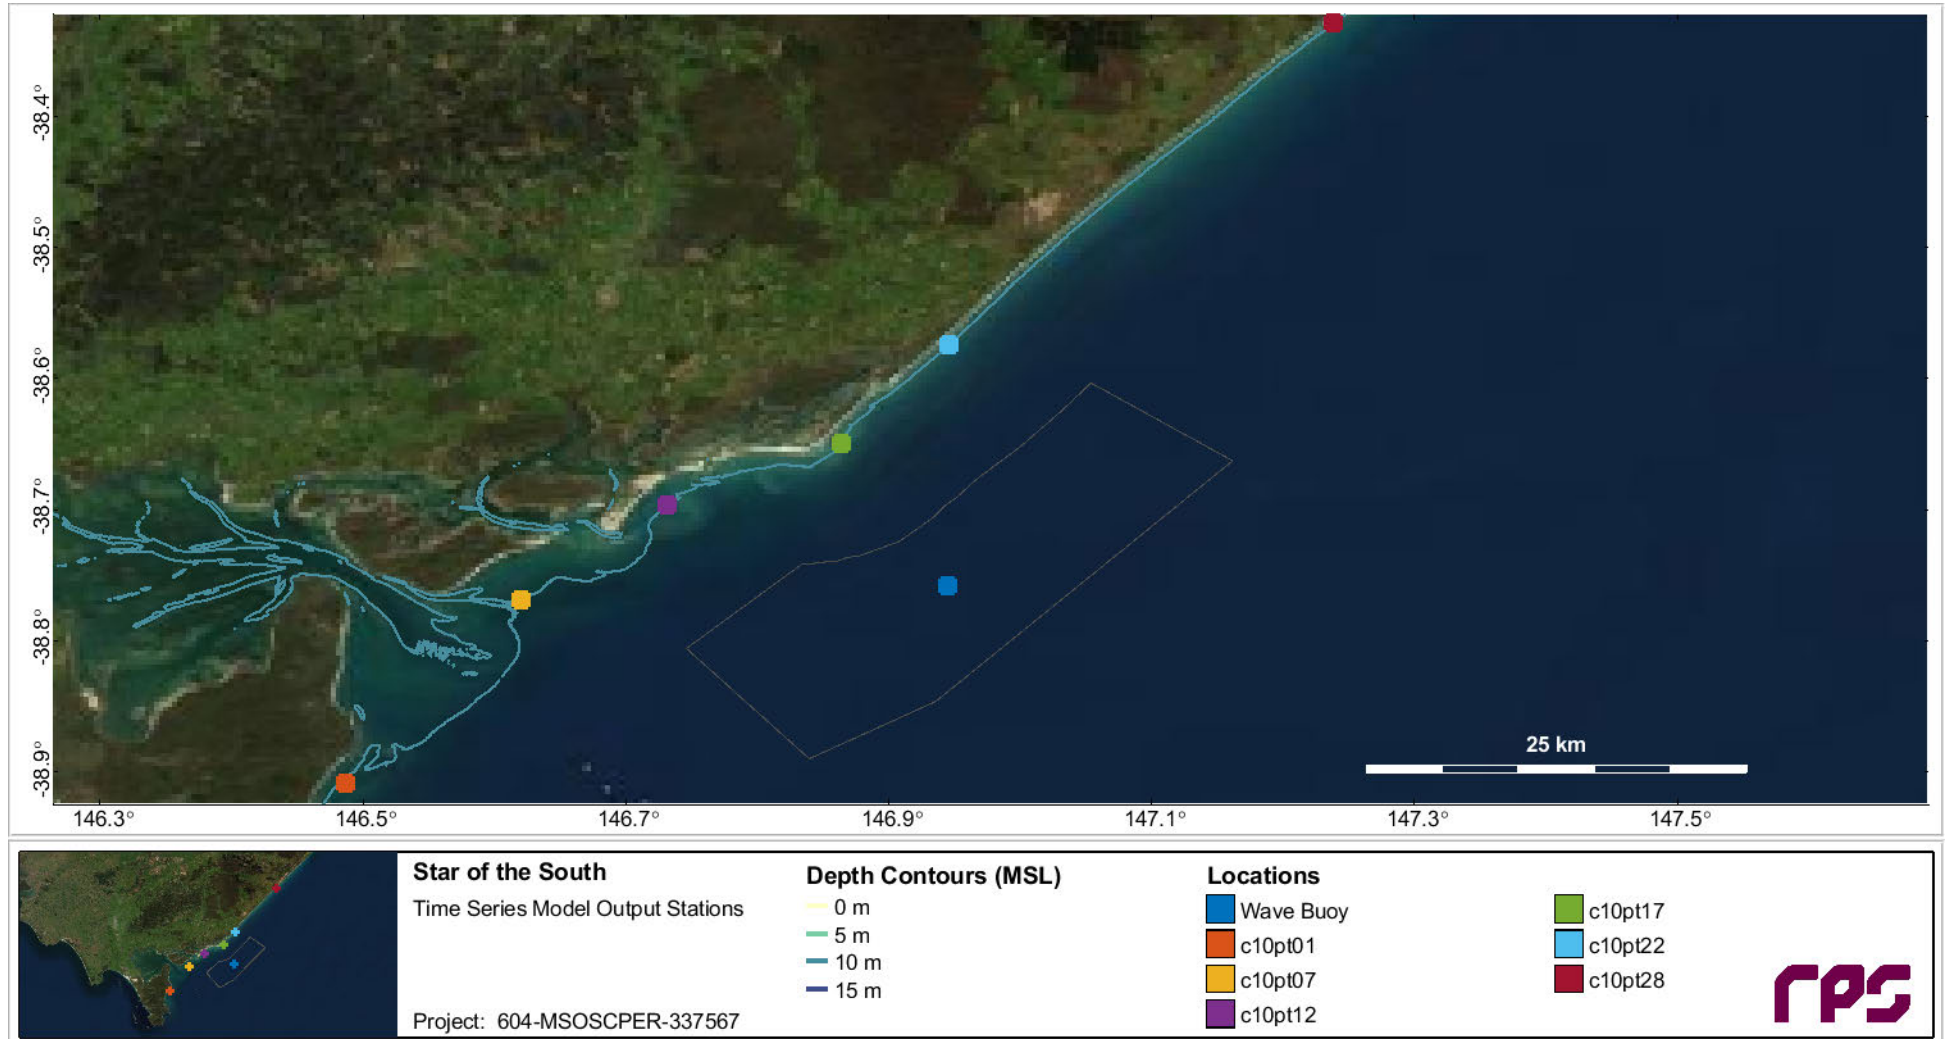 -38.4°
-38.5°
-38.6°
-38.7°
-38.8°
-38.9°
25 km
146.3° 146.5° 146.7° 146.9° 147.1° 147.3° 147.5°
Star of the South
Time Series Model Output Stations
Project: 604-MSOSCPER-337567
Depth Contours (MSL)
0 m
5 m
10 m
15 m
Locations
Wave Buoy
c10pt01
c10pt07
c10pt12
c10pt17
c10pt22
c10pt28
rps